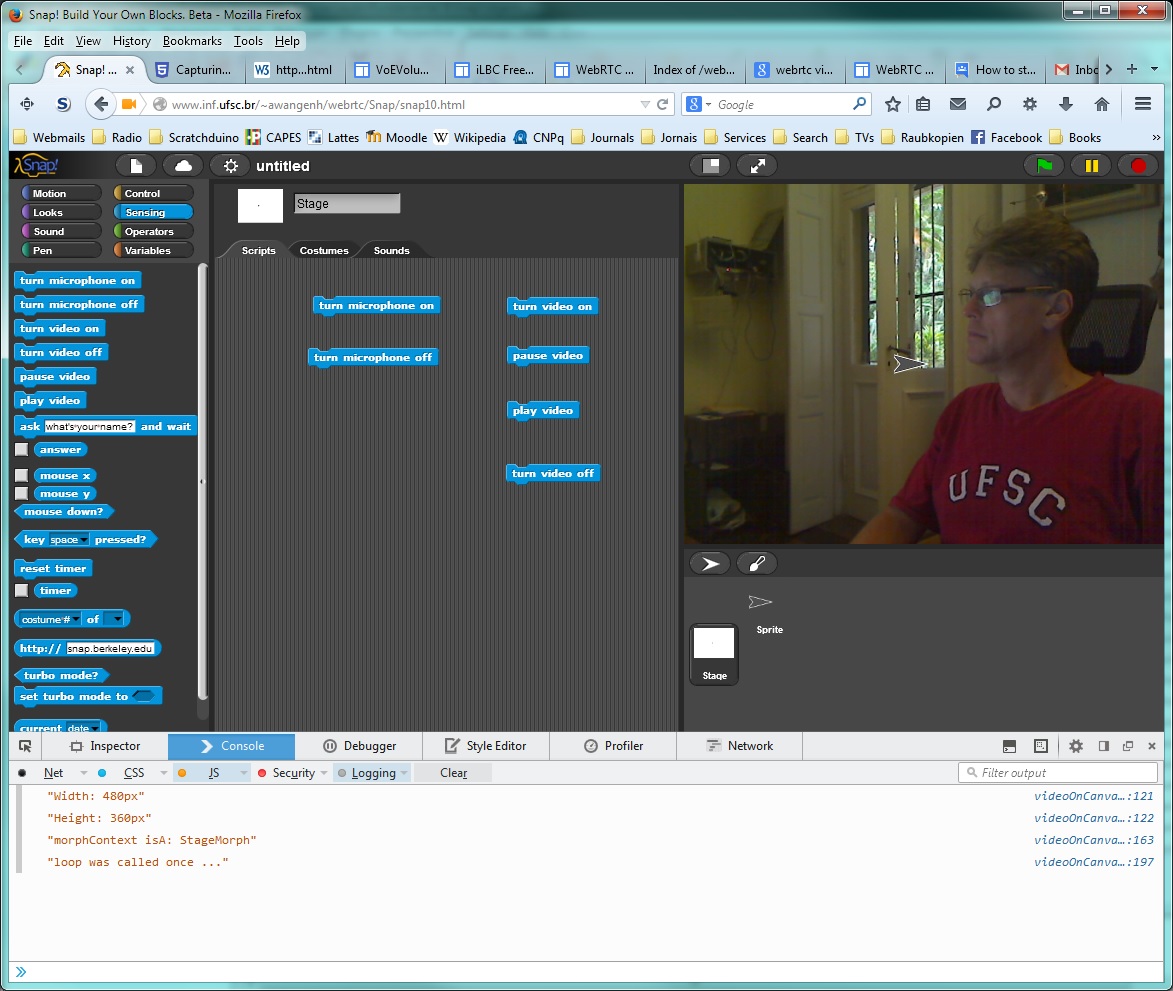 Snap! Build Your Own Blocks. Beta - Mozilla Firefox
File Edit View History Bookmarks Tools Help
Snap! ... Capturin... http...html VoEVolu... iLBC Free... WebRTC ... Index of /web... webrtc vi... WebRTC ... How to st... Inbo
www.inf.ufsc.br/~awangenh/webrtc/Snap/snap10.html Google
Webmails Radio Scratchduino CAPES Lattes Moodle Wikipedia CNPq Journals Jornais Services Search TVs Raubkopien Facebook Books »
λSnap! untitled
Motion Control
Looks Sensing
Sound Operators
Pen Variables
turn microphone on
turn microphone off
turn video on
turn video off
pause video
play video
ask what's your name? and wait
answer
mouse x
mouse y
mouse down?
key space pressed?
reset timer
timer
costume # of
http:// snap.berkeley.edu
turbo mode?
set turbo mode to
current date
Stage
Scripts Costumes Sounds
turn microphone on
turn microphone off
turn video on
pause video
play video
turn video off
UFSC
Sprite
Stage
Inspector Console Debugger Style Editor Profiler Network
Net CSS JS Security Logging Clear Filter output
"Width: 480px" videoOnCanva…:121
"Height: 360px" videoOnCanva…:122
"morphContext isA: StageMorph" videoOnCanva…:163
"loop was called once ..." videoOnCanva…:197
»